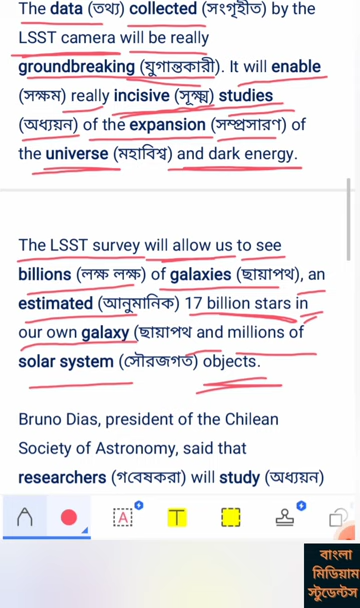 The data (তথ্য) collected (সংগৃহীত) by the
LSST camera will be really
groundbreaking (যুগান্তকারী). It will enable
(সক্ষম) really incisive (সূক্ষ্ম) studies
(অধ্যয়ন) of the expansion (সম্প্রসারণ) of
the universe (মহাবিশ্ব) and dark energy.
The LSST survey will allow us to see
billions (লক্ষ লক্ষ) of galaxies (ছায়াপথ), an
estimated (আনুমানিক) 17 billion stars in
our own galaxy (ছায়াপথ and millions of
solar system (সৌরজগত) objects.
Bruno Dias, president of the Chilean
Society of Astronomy, said that
researchers (গবেষকরা) will study (অধ্যয়ন)
A T
বাংলা
মিডিয়াম
স্টুডেন্টস